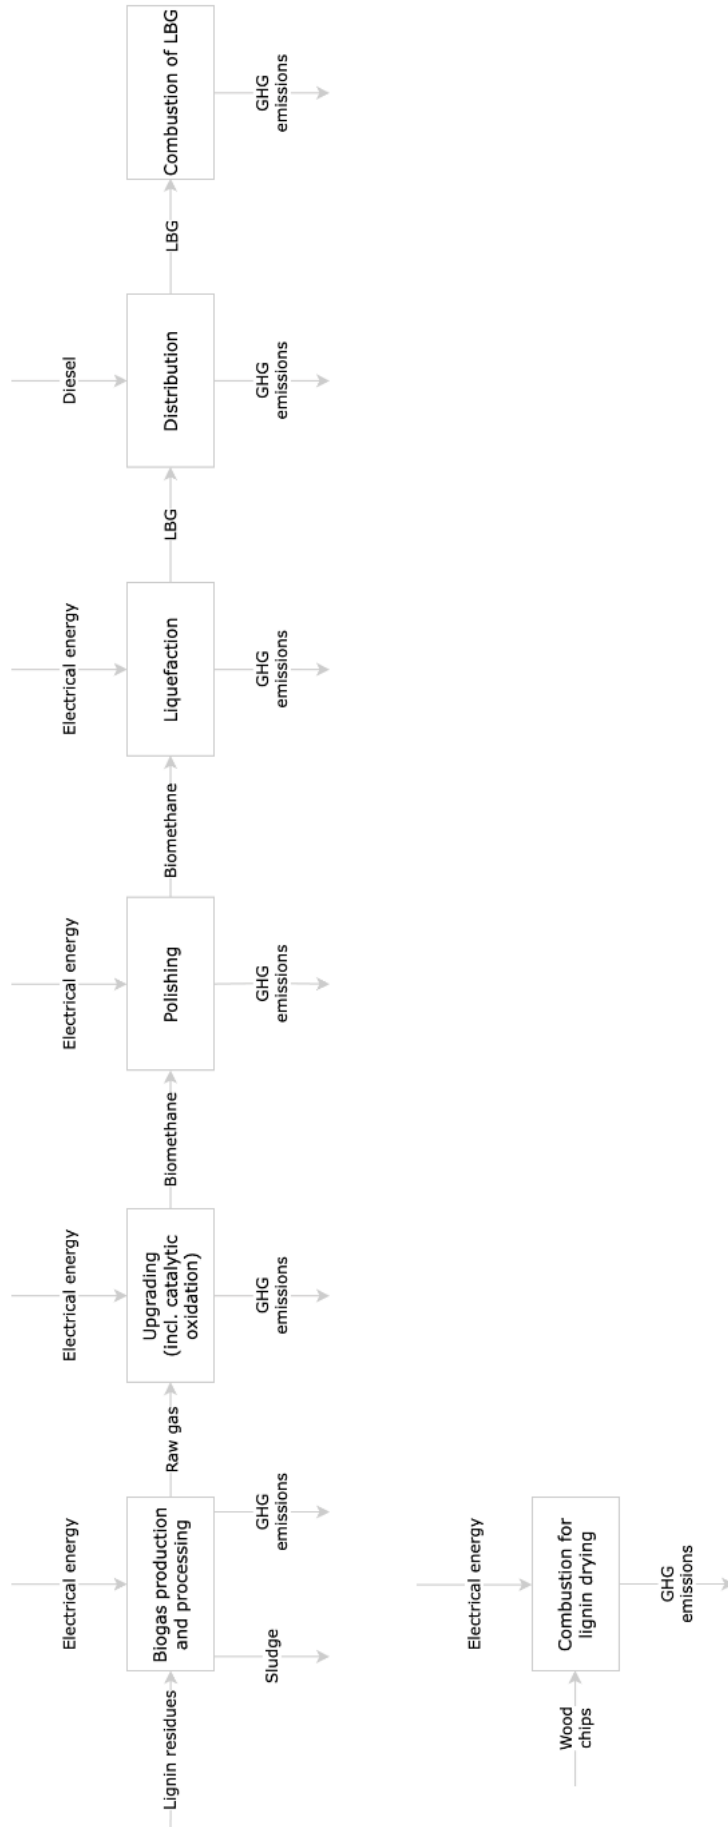 Lignin residues
Electrical energy
Biogas production
and processing
Sludge
GHG
emissions
Raw gas
Electrical energy
Upgrading
(incl. catalytic
oxidation)
GHG
emissions
Biomethane
Electrical energy
Polishing
GHG
emissions
Biomethane
Electrical energy
Liquefaction
GHG
emissions
LBG
Diesel
Distribution
GHG
emissions
LBG
Combustion of LBG
GHG
emissions
Wood
chips
Electrical energy
Combustion for
lignin drying
GHG
emissions